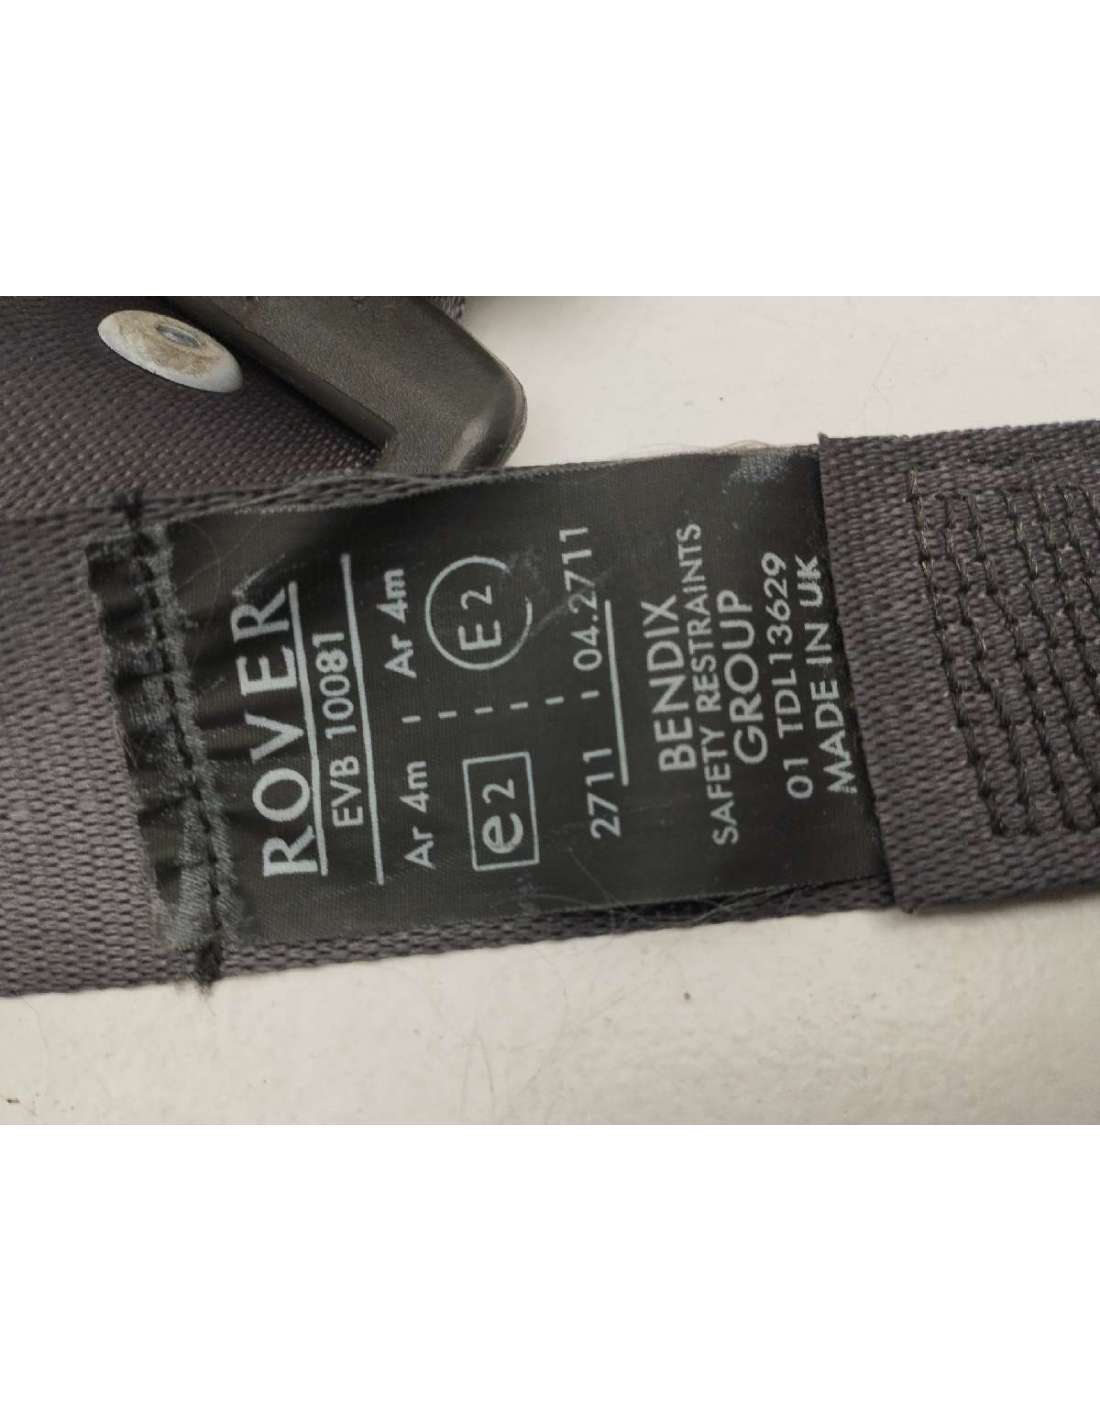 ROVER
EVB 10081
Ar 4m Ar 4m
e2 E2
2711 04.2711
BENDIX
SAFETY RESTRAINTS
GROUP
01 TDL13629
MADE IN UK